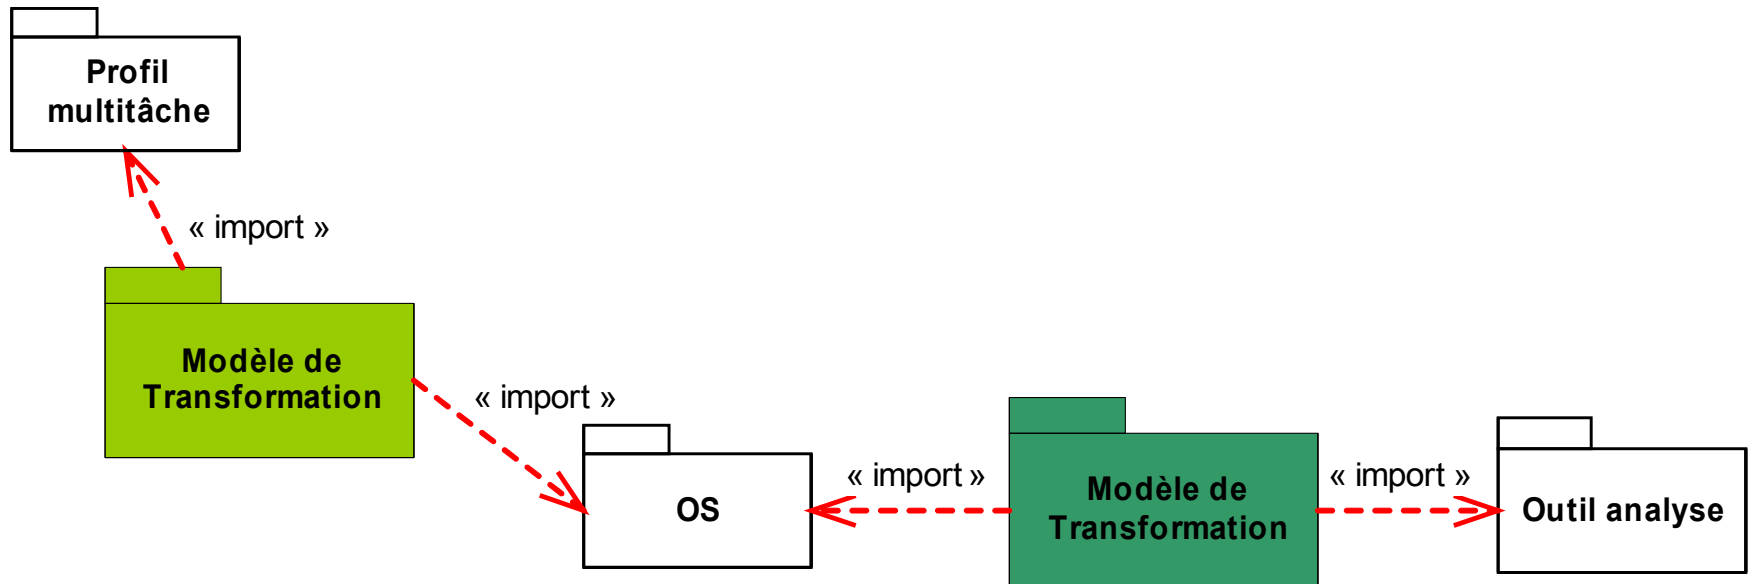 Profil
multitâche
« import »
Modèle de
Transformation
« import »
OS
« import »
Modèle de
Transformation
« import »
Outil analyse